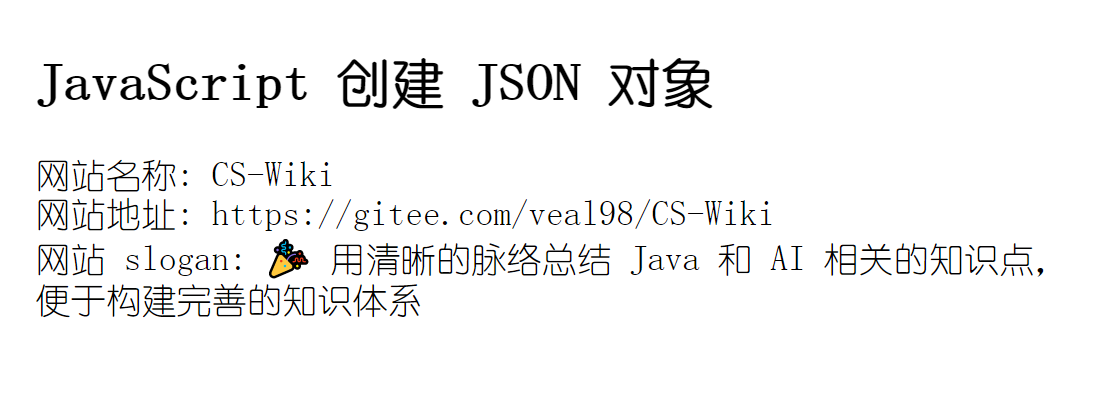 JavaScript 创建 JSON 对象
网站名称: CS-Wiki
网站地址: https://gitee.com/veal98/CS-Wiki
网站 slogan: 🎉 用清晰的脉络总结 Java 和 AI 相关的知识点,
便于构建完善的知识体系